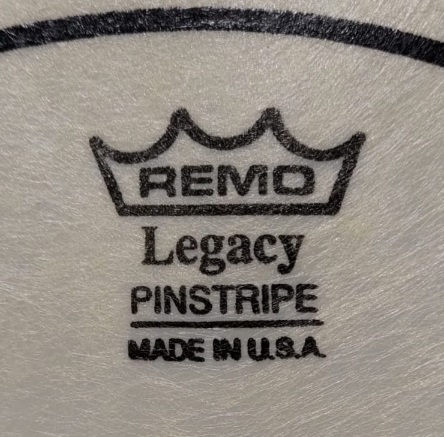 REMO
Legacy
PINSTRIPE
MADE IN U.S.A.